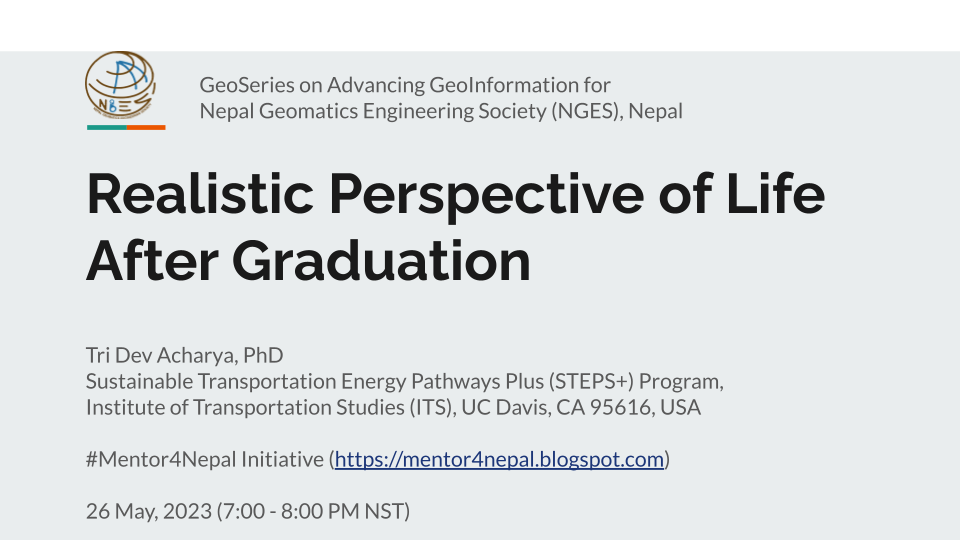 NGES
GeoSeries on Advancing GeoInformation for
Nepal Geomatics Engineering Society (NGES), Nepal
Realistic Perspective of Life
After Graduation
Tri Dev Acharya, PhD
Sustainable Transportation Energy Pathways Plus (STEPS+) Program,
Institute of Transportation Studies (ITS), UC Davis, CA 95616, USA
#Mentor4Nepal Initiative (https://mentor4nepal.blogspot.com)
26 May, 2023 (7:00 - 8:00 PM NST)